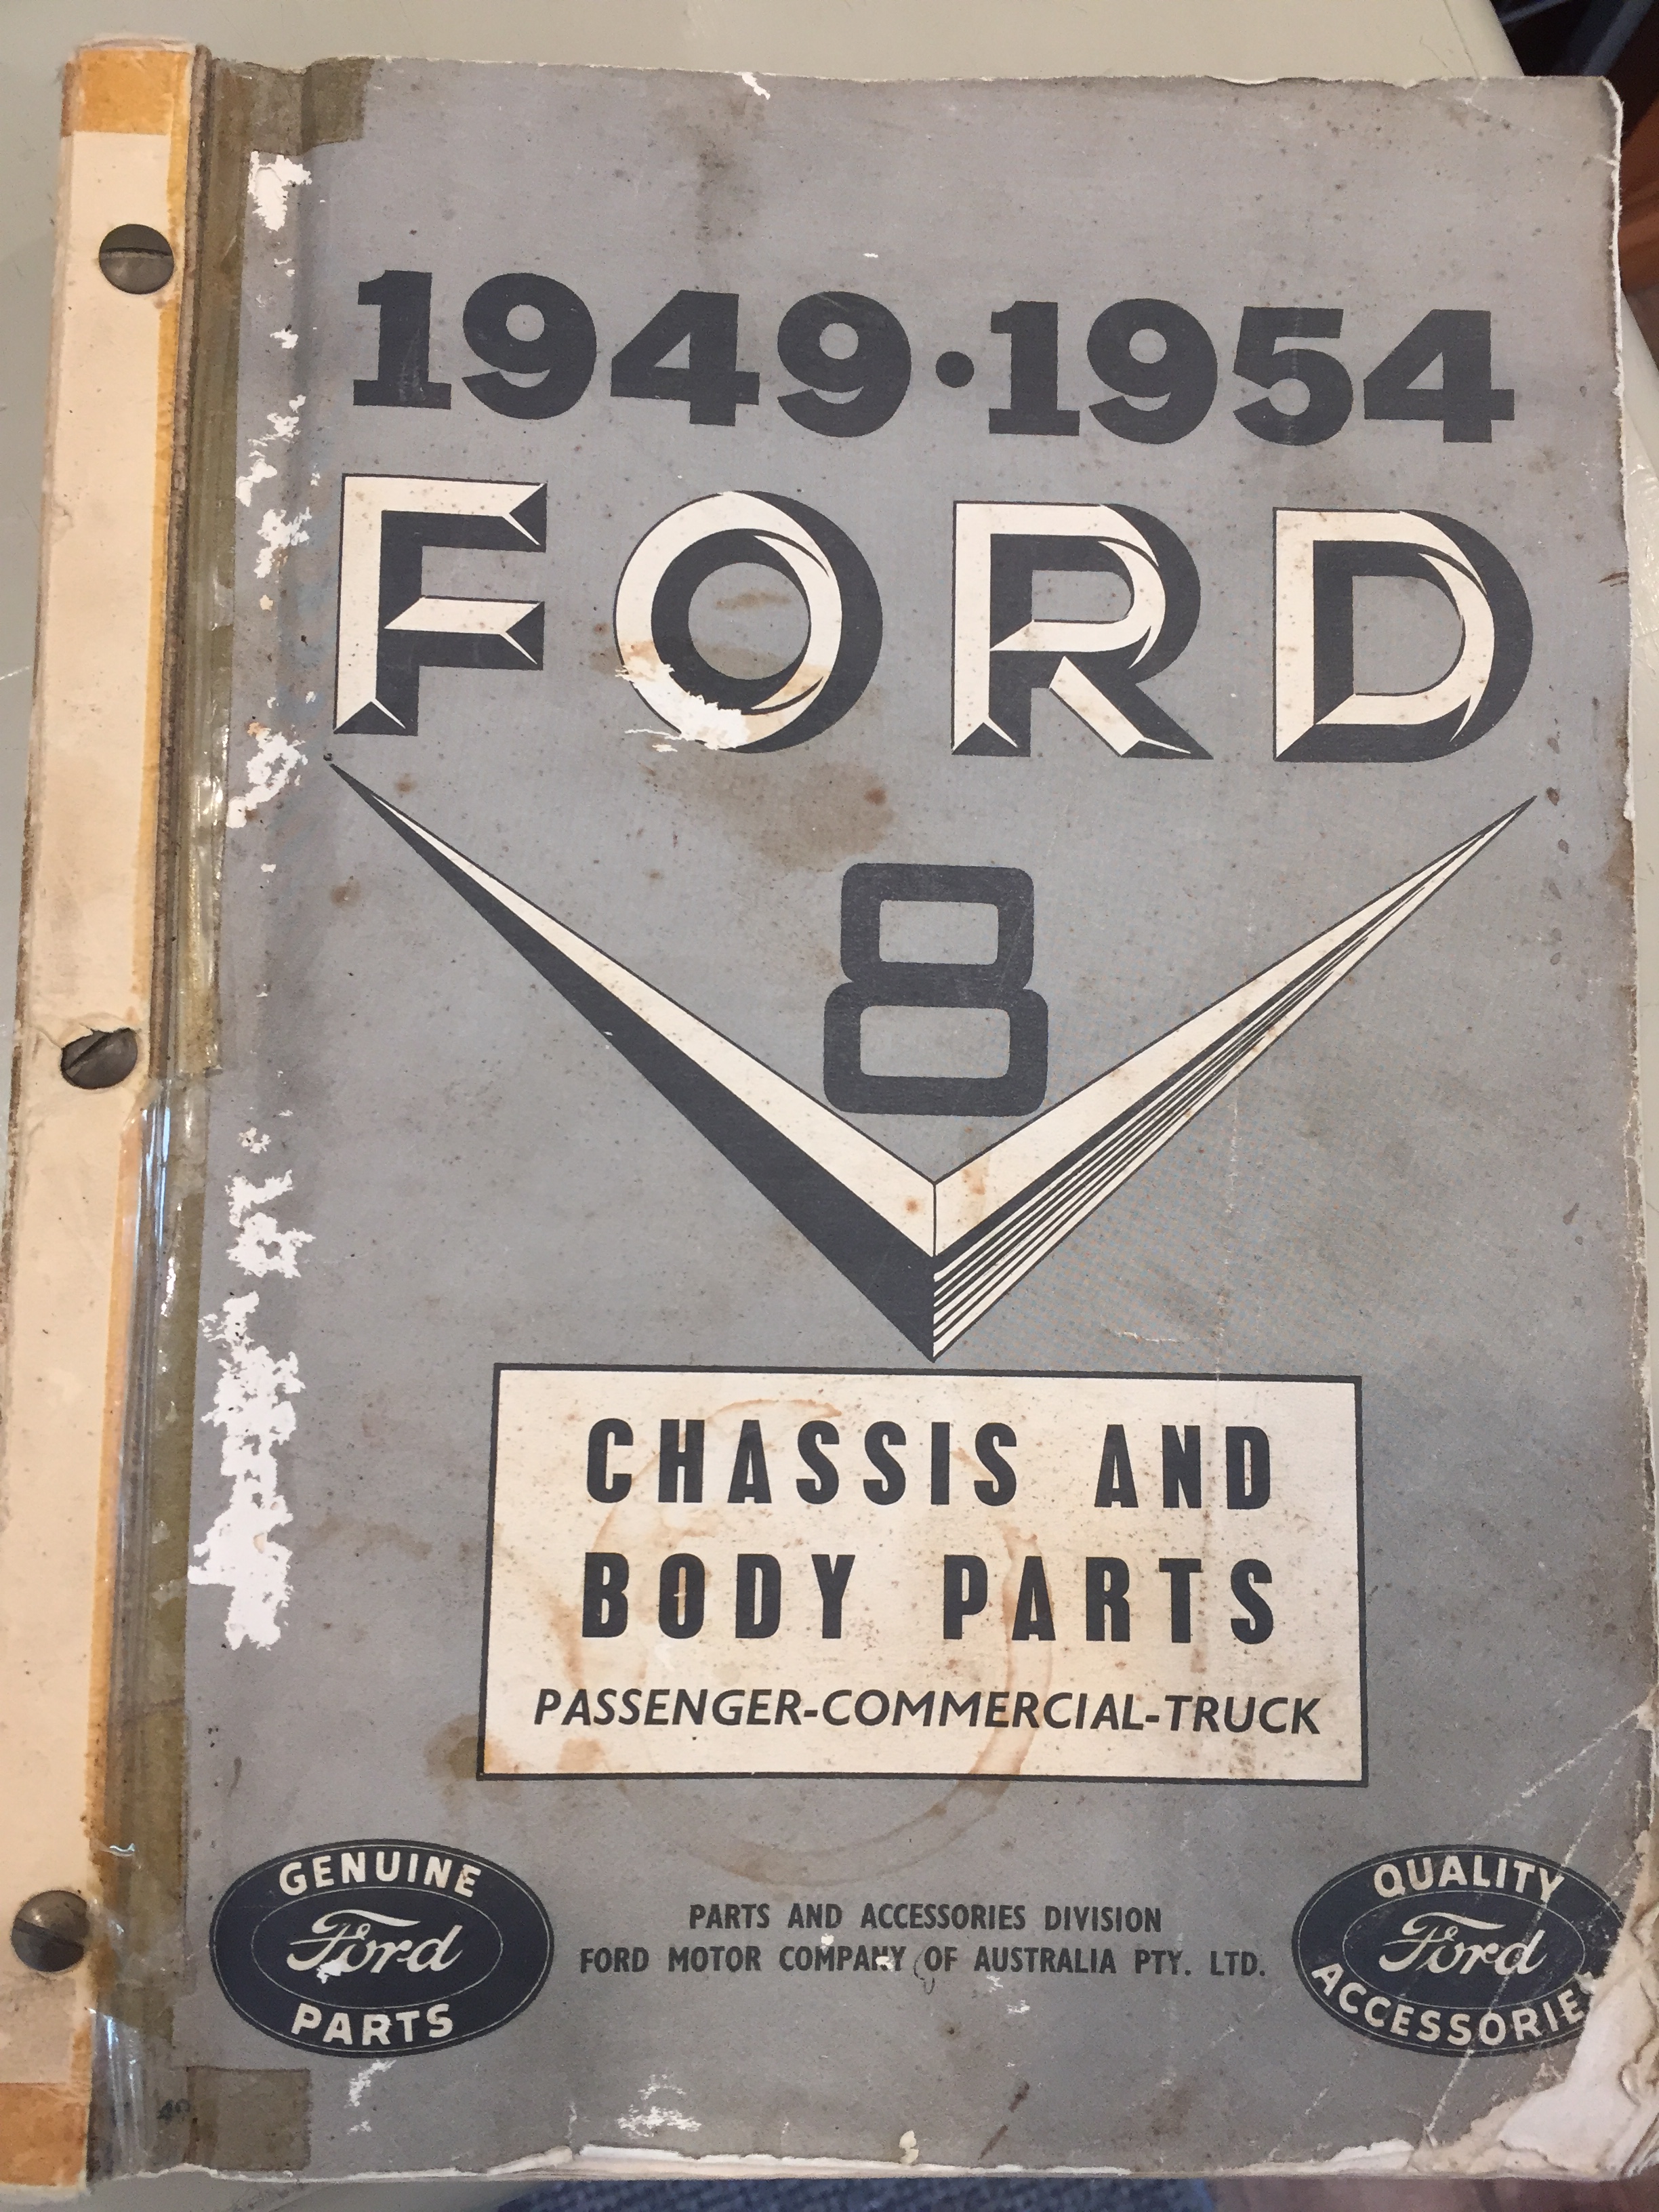 1949·1954
FORD
8
CHASSIS AND
BODY PARTS
PASSENGER-COMMERCIAL-TRUCK
GENUINE
Ford
PARTS
PARTS AND ACCESSORIES DIVISION
FORD MOTOR COMPANY OF AUSTRALIA PTY. LTD.
QUALITY
Ford
ACCESSORIES